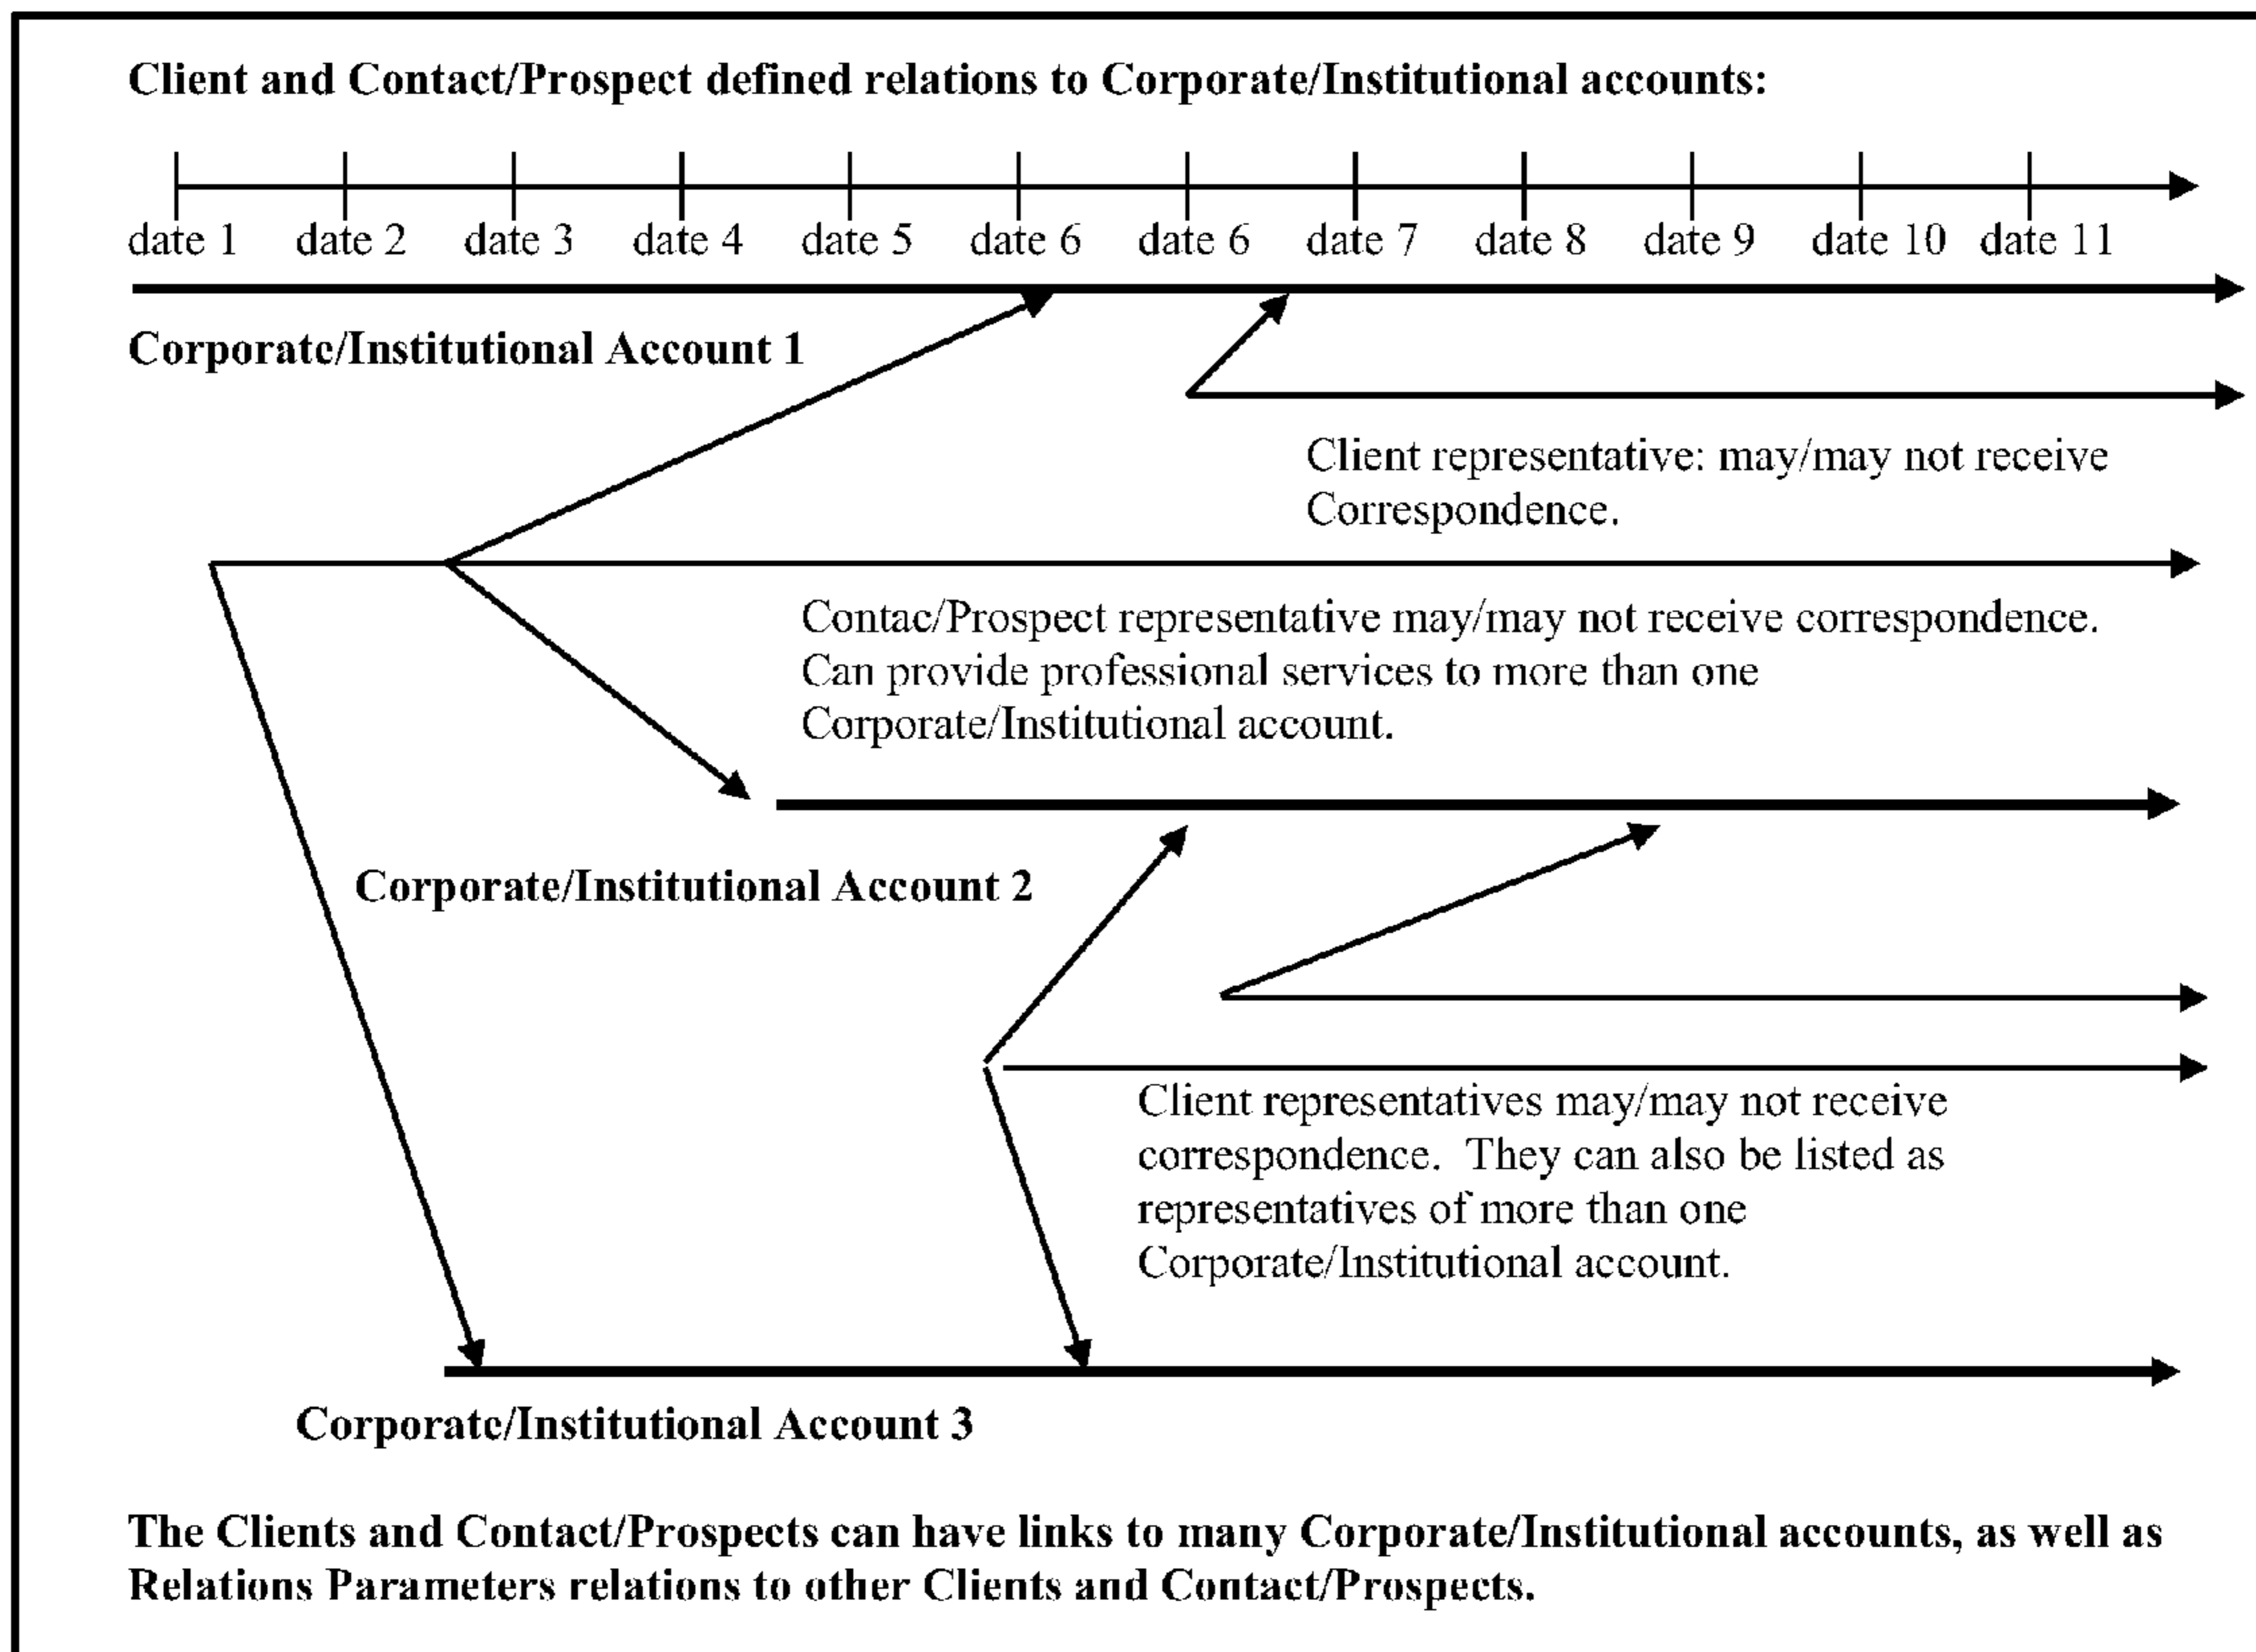 Client and Contact/Prospect defined relations to Corporate/Institutional accounts:
date 1 date 2 date 3 date 4 date 5 date 6 date 6 date 7 date 8 date 9 date 10 date 11
Corporate/Institutional Account 1
Client representative: may/may not receive
Correspondence.
Contac/Prospect representative may/may not receive correspondence.
Can provide professional services to more than one
Corporate/Institutional account.
Corporate/Institutional Account 2
Client representatives may/may not receive
correspondence. They can also be listed as
representatives of more than one
Corporate/Institutional account.
Corporate/Institutional Account 3
The Clients and Contact/Prospects can have links to many Corporate/Institutional accounts, as well as
Relations Parameters relations to other Clients and Contact/Prospects.